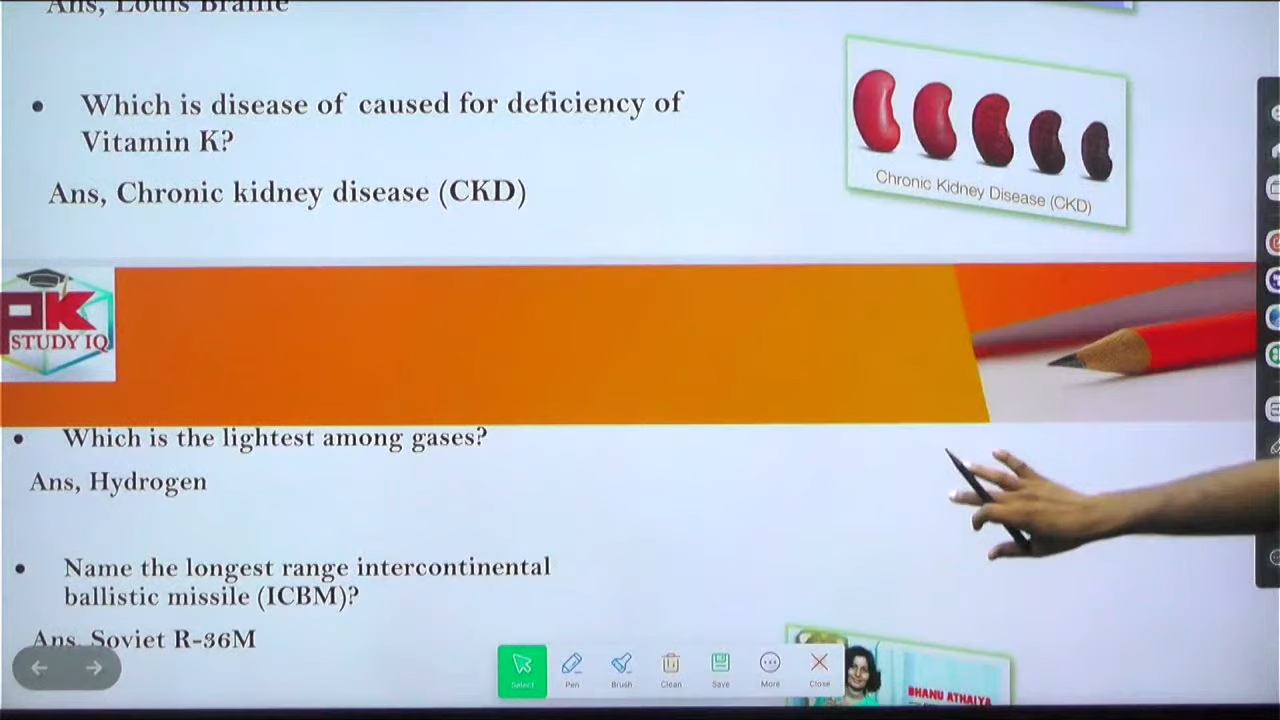 Ans, Louis Braille
• Which is disease of caused for deficiency of
Vitamin K?
Ans, Chronic kidney disease (CKD)
Chronic Kidney Disease (CKD)
PK
STUDY IQ
• Which is the lightest among gases?
Ans, Hydrogen
• Name the longest range intercontinental
ballistic missile (ICBM)?
Ans, Soviet R-36M
Select Pen Brush Clean Save More Close
BHANU ATHAIYA